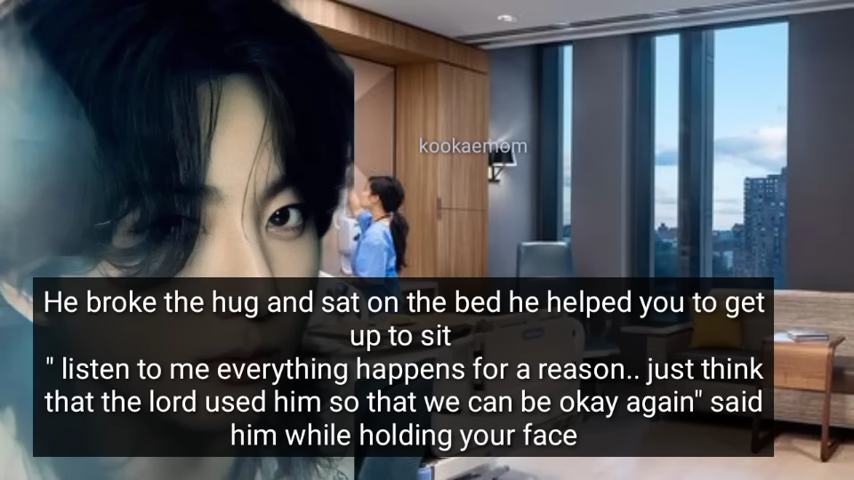 kookaemom
He broke the hug and sat on the bed he helped you to get
up to sit
" listen to me everything happens for a reason.. just think
that the lord used him so that we can be okay again" said
him while holding your face